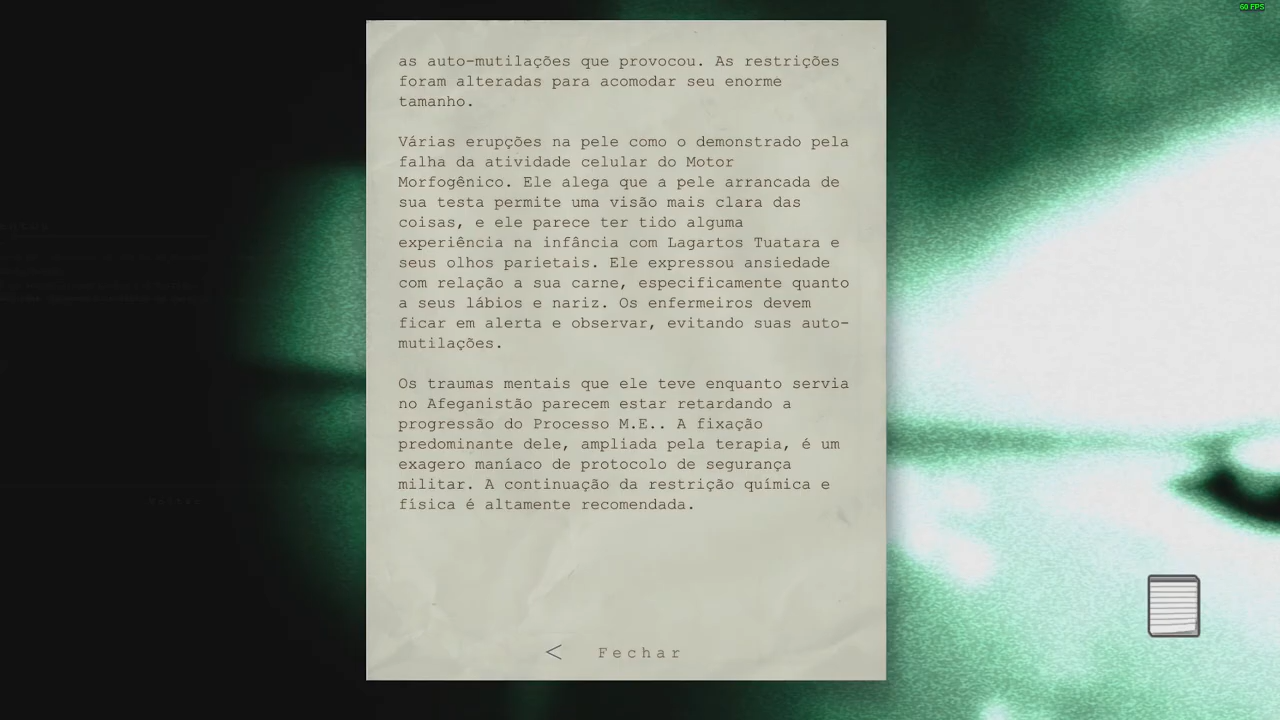 60 FPS
as auto-mutilações que provocou. As restrições
foram alteradas para acomodar seu enorme
tamanho.
Várias erupções na pele como o demonstrado pela
falha da atividade celular do Motor
Morfogênico. Ele alega que a pele arrancada de
sua testa permite uma visão mais clara das
coisas, e ele parece ter tido alguma
experiência na infância com Lagartos Tuatara e
seus olhos parietais. Ele expressou ansiedade
com relação a sua carne, especificamente quanto
a seus lábios e nariz. Os enfermeiros devem
ficar em alerta e observar, evitando suas auto-
mutilações.
Os traumas mentais que ele teve enquanto servia
no Afeganistão parecem estar retardando a
progressão do Processo M.E.. A fixação
predominante dele, ampliada pela terapia, é um
exagero maníaco de protocolo de segurança
militar. A continuação da restrição química e
física é altamente recomendada.
< Fechar